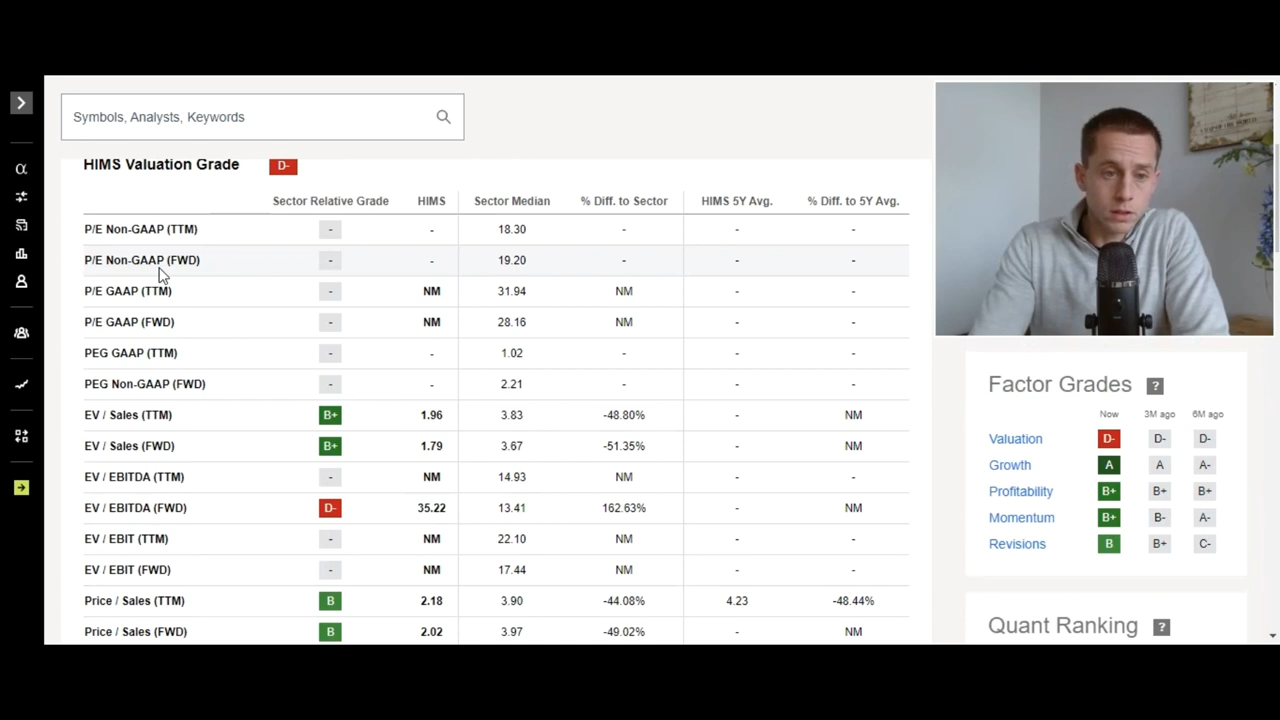 Symbols, Analysts, Keywords
HIMS Valuation Grade D-
Sector Relative Grade HIMS Sector Median % Diff. to Sector HIMS 5Y Avg. % Diff. to 5Y Avg.
P/E Non-GAAP (TTM) - - 18.30 - - -
P/E Non-GAAP (FWD) - - 19.20 - - -
P/E GAAP (TTM) - NM 31.94 NM - -
P/E GAAP (FWD) - NM 28.16 NM - -
PEG GAAP (TTM) - - 1.02 - - -
PEG Non-GAAP (FWD) - - 2.21 - - -
EV / Sales (TTM) B+ 1.96 3.83 -48.80% - NM
EV / Sales (FWD) B+ 1.79 3.67 -51.35% - NM
EV / EBITDA (TTM) - NM 14.93 NM - -
EV / EBITDA (FWD) D- 35.22 13.41 162.63% - NM
EV / EBIT (TTM) - NM 22.10 NM - -
EV / EBIT (FWD) - NM 17.44 NM - -
Price / Sales (TTM) B 2.18 3.90 -44.08% 4.23 -48.44%
Price / Sales (FWD) B 2.02 3.97 -49.02% - NM
Factor Grades ?
Now 3M ago 6M ago
Valuation D- D- D-
Growth A A A-
Profitability B+ B+ B+
Momentum B+ B- A-
Revisions B B+ C-
Quant Ranking ?